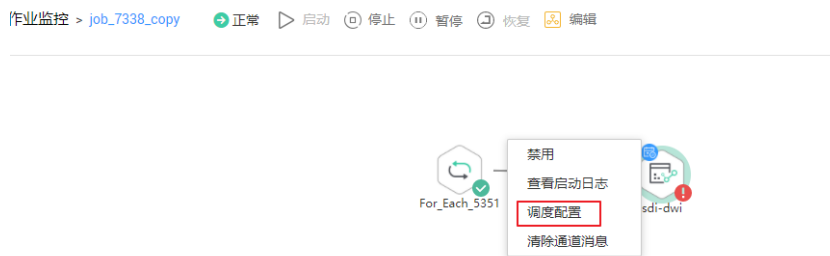 作业监控 > job_7338_copy 正常 启动 停止 暂停 恢复 编辑
禁用
查看启动日志
For_Each_5351 调度配置 sdi-dwi
清除通道消息